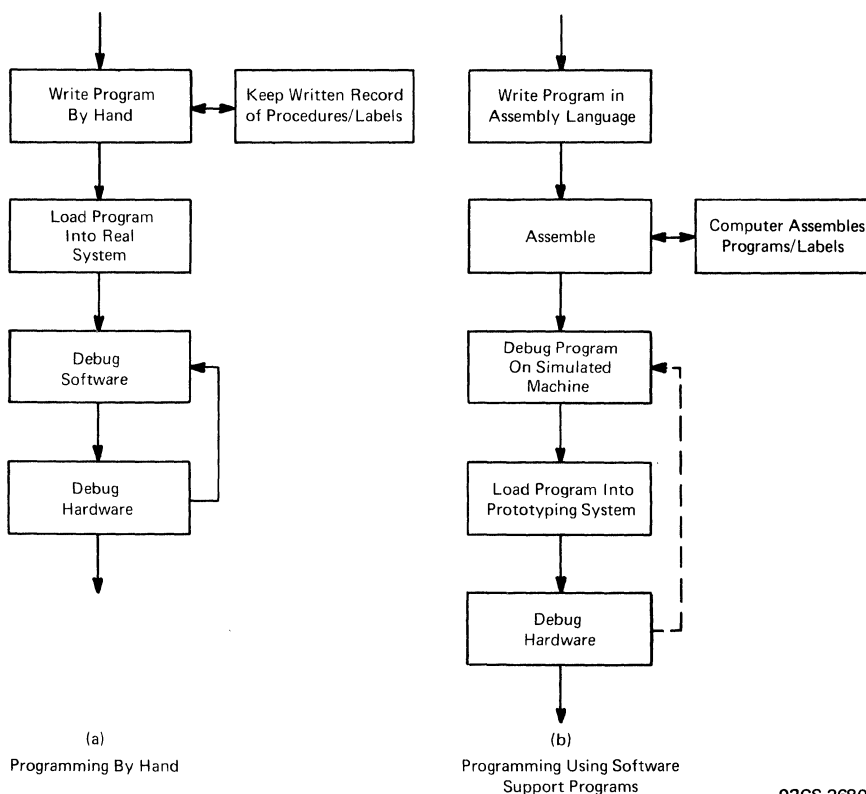 Write Program
By Hand
Keep Written Record
of Procedures/Labels
Load Program
Into Real
System
Debug
Software
Debug
Hardware
(a)
Programming By Hand
Write Program in
Assembly Language
Assemble
Computer Assembles
Programs/Labels
Debug Program
On Simulated
Machine
Load Program Into
Prototyping System
Debug
Hardware
(b)
Programming Using Software
Support Programs